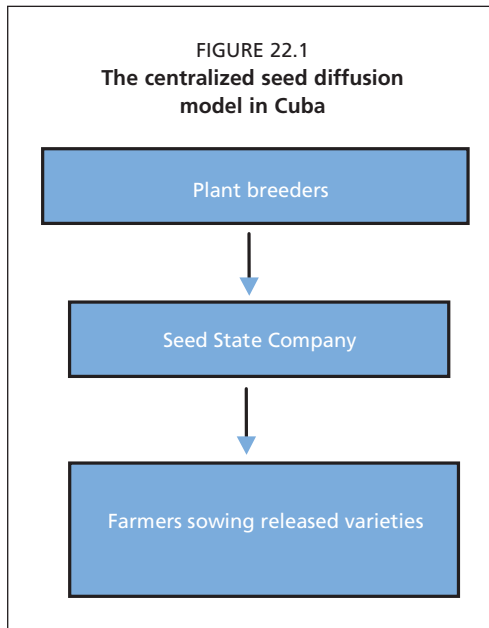 FIGURE 22.1
The centralized seed diffusion
model in Cuba
Plant breeders
Seed State Company
Farmers sowing released varieties